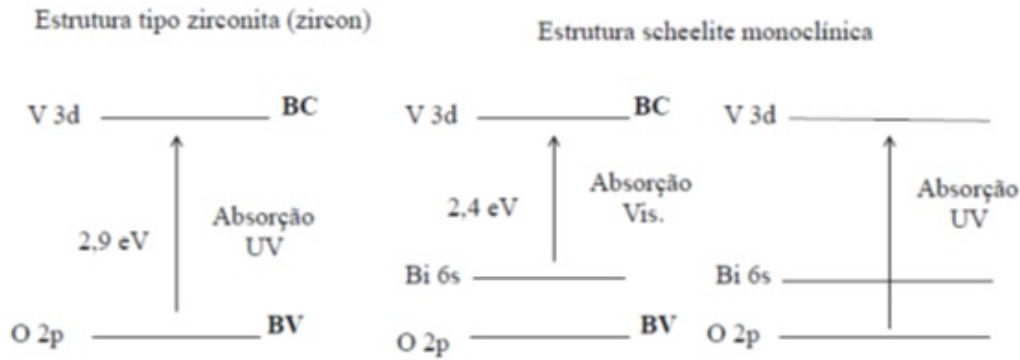 Estrutura tipo zirconita (zircon)
Estrutura scheelite monoclínica
V 3d
BC
2,9 eV
Absorção
UV
O 2p
BV
V 3d
BC
2,4 eV
Absorção
Vis.
Bi 6s
O 2p
BV
V 3d
Absorção
UV
Bi 6s
O 2p